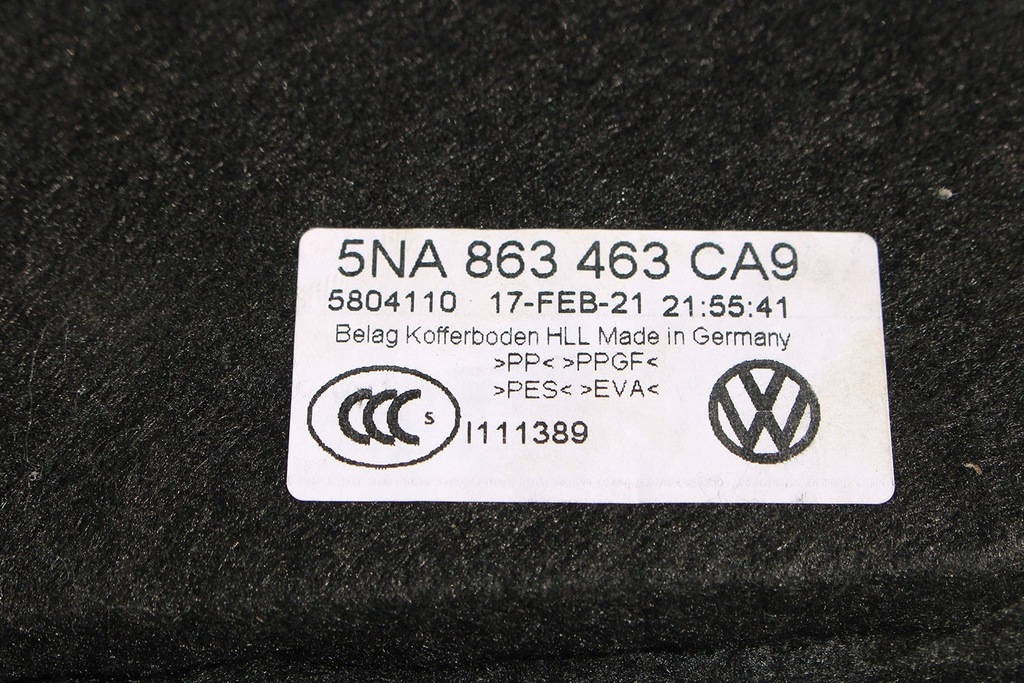 5NA 863 463 CA9
5804110 17-FEB-21 21:55:41
Belag Kofferboden HLL Made in Germany
>PP< >PPGF<
>PES< >EVA<
CCC S I111389 VW